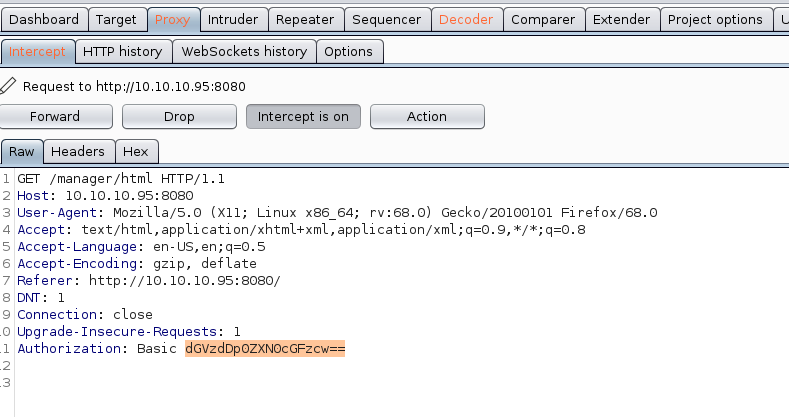 Dashboard Target Proxy Intruder Repeater Sequencer Decoder Comparer Extender Project options
Intercept HTTP history WebSockets history Options
Request to http://10.10.10.95:8080
Forward Drop Intercept is on Action
Raw Headers Hex
1 GET /manager/html HTTP/1.1
2 Host: 10.10.10.95:8080
3 User-Agent: Mozilla/5.0 (X11; Linux x86_64; rv:68.0) Gecko/20100101 Firefox/68.0
4 Accept: text/html,application/xhtml+xml,application/xml;q=0.9,*/*;q=0.8
5 Accept-Language: en-US,en;q=0.5
6 Accept-Encoding: gzip, deflate
7 Referer: http://10.10.10.95:8080/
8 DNT: 1
9 Connection: close
0 Upgrade-Insecure-Requests: 1
1 Authorization: Basic dGVzdDp0ZXN0cGFzcw==
2
3